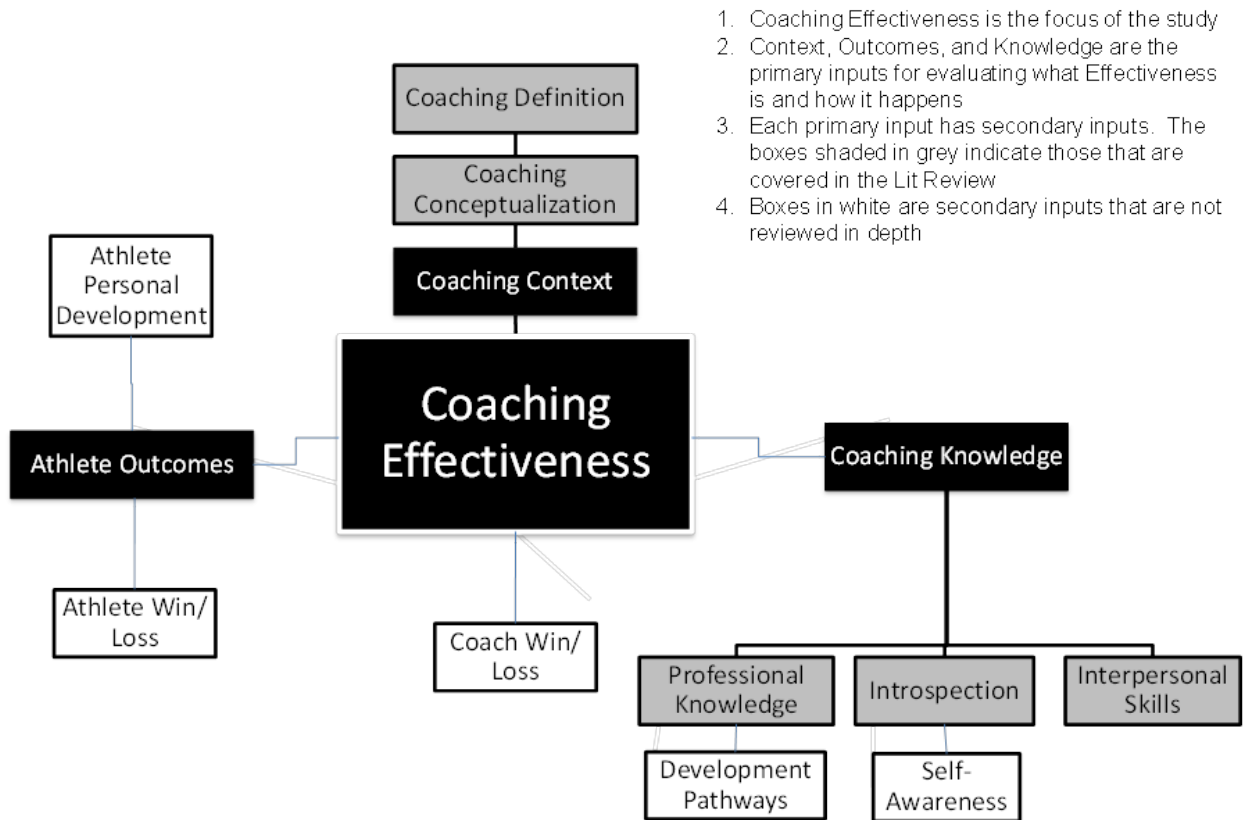 1. Coaching Effectiveness is the focus of the study
2. Context, Outcomes, and Knowledge are the
primary inputs for evaluating what Effectiveness
is and how it happens
3. Each primary input has secondary inputs. The
boxes shaded in grey indicate those that are
covered in the Lit Review
4. Boxes in white are secondary inputs that are not
reviewed in depth
Coaching Definition
Coaching
Conceptualization
Coaching Context
Athlete
Personal
Development
Coaching
Effectiveness
Athlete Outcomes
Coaching Knowledge
Athlete Win/
Loss
Coach Win/
Loss
Professional
Knowledge
Introspection
Interpersonal
Skills
Development
Pathways
Self-
Awareness